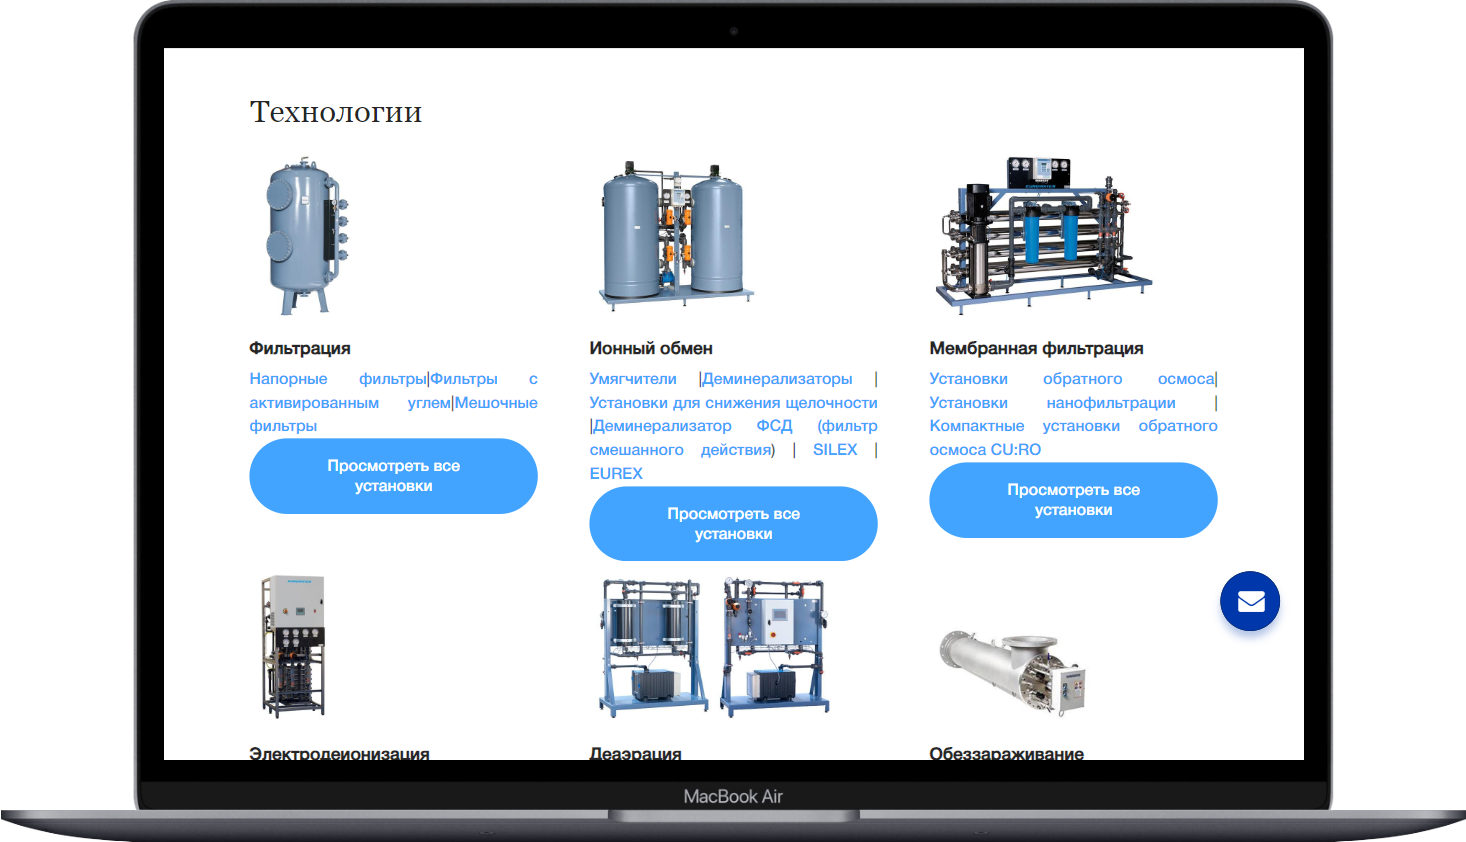 Технологии
Фильтрация
Напорные фильтры|Фильтры с
активированным углем|Мешочные
фильтры
Просмотреть все
установки
Ионный обмен
Умягчители |Деминерализаторы |
Установки для снижения щелочности
|Деминерализатор ФСД (фильтр
смешанного действия) | SILEX |
EUREX
Просмотреть все
установки
Мембранная фильтрация
Установки обратного осмоса|
Установки нанофильтрации |
Компактные установки обратного
осмоса CU:RO
Просмотреть все
установки
Электродеионизация
Деаэрация
Обеззараживание
MacBook Air